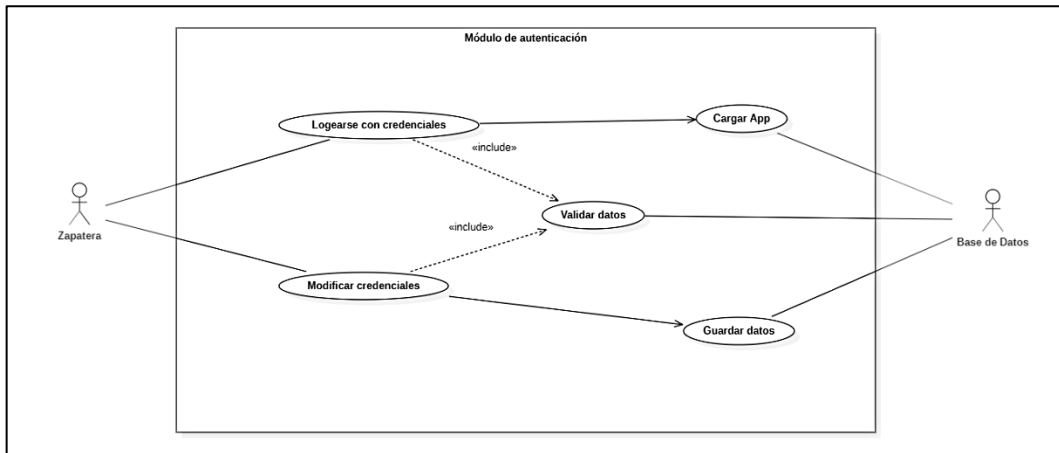 Módulo de autenticación
Logearse con credenciales
Cargar App
«include»
Validar datos
Zapatera
«include»
Base de Datos
Modificar credenciales
Guardar datos